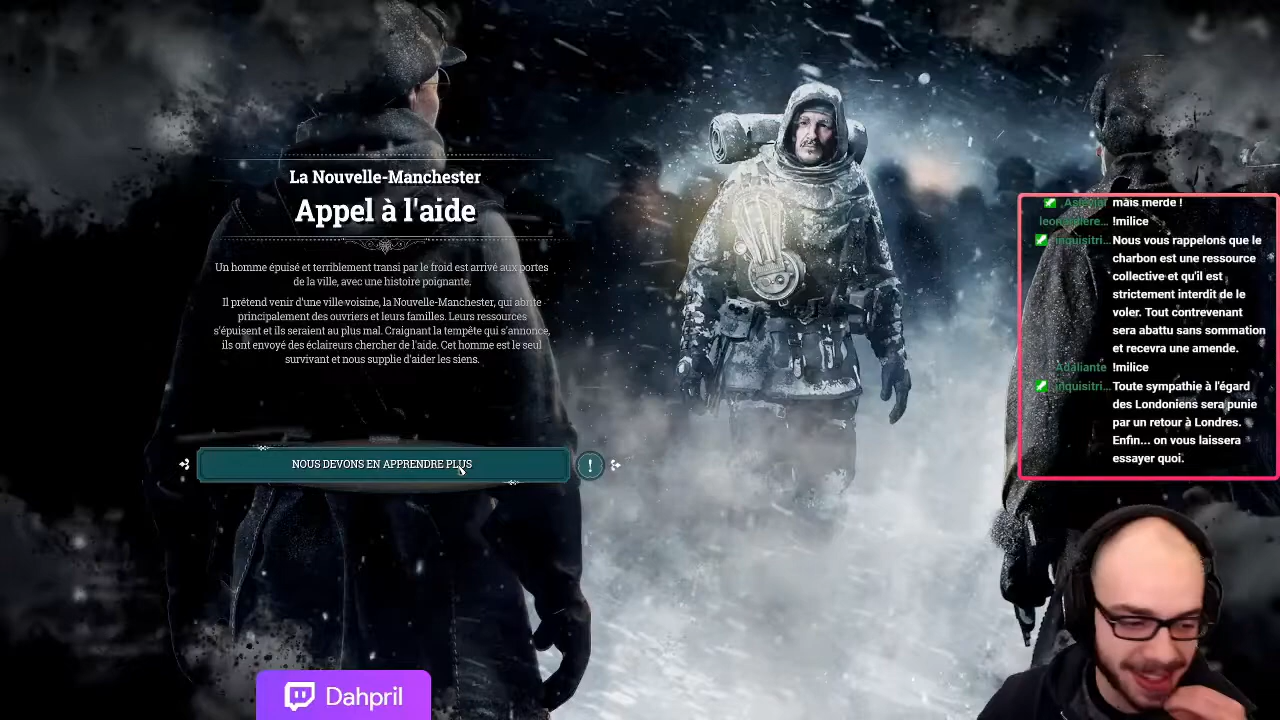 La Nouvelle-Manchester
Appel à l'aide
Un homme épuisé et terriblement transi par le froid est arrivé aux portes
de la ville, avec une histoire poignante.
Il prétend venir d'une ville voisine, la Nouvelle-Manchester, qui abrite
principalement des ouvriers et leurs familles. Leurs ressources
s'épuisent et ils seraient au plus mal. Craignant la tempête qui s'annonce,
ils ont envoyé des éclaireurs chercher de l'aide. Cet homme est le seul
survivant et nous supplie d'aider les siens.
NOUS DEVONS EN APPRENDRE PLUS
!
mais merde !
!milice
inquisitri... Nous vous rappelons que le
charbon est une ressource
collective et qu'il est
strictement interdit de le
voler. Tout contrevenant
sera abattu sans sommation
et recevra une amende.
Adaliante !milice
inquisitri... Toute sympathie à l'égard
des Londoniens sera punie
par un retour à Londres.
Enfin... on vous laissera
essayer quoi.
Dahpril